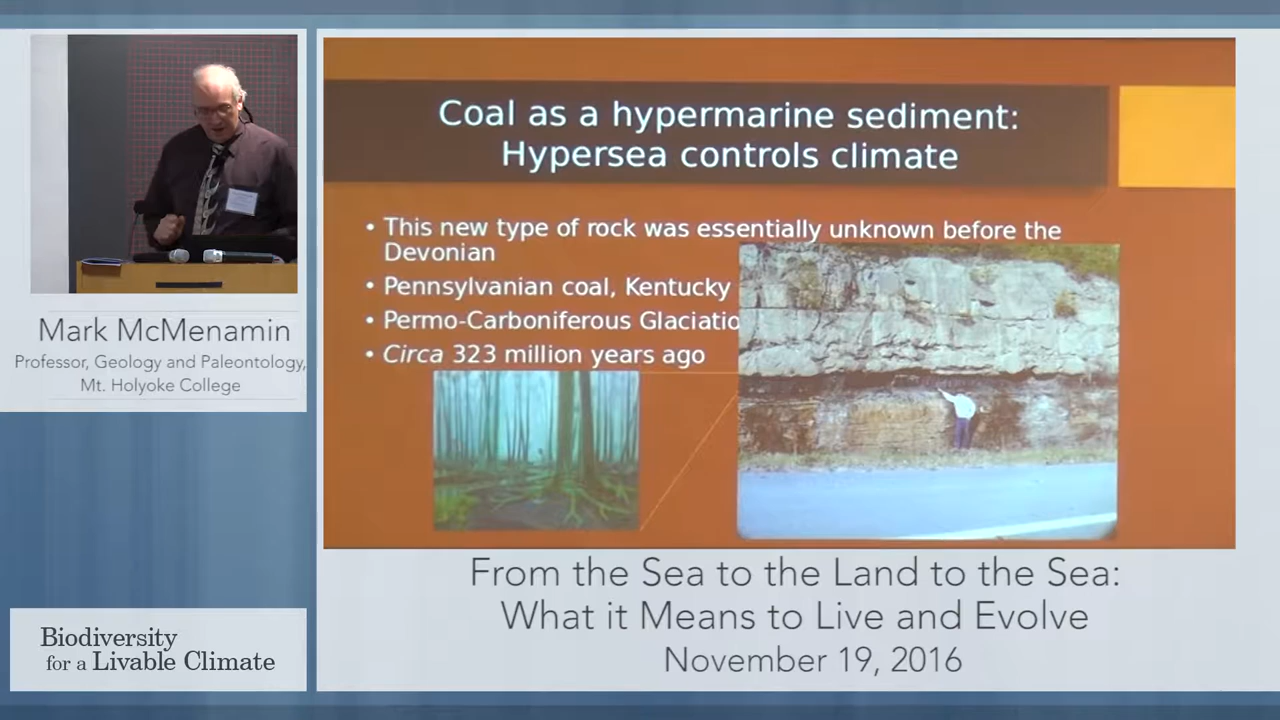 Coal as a hypermarine sediment:
Hypersea controls climate
• This new type of rock was essentially unknown before the
Devonian
• Pennsylvanian coal, Kentucky
• Permo-Carboniferous Glaciatio
• Circa 323 million years ago
Mark McMenamin
Professor, Geology and Paleontology,
Mt. Holyoke College
From the Sea to the Land to the Sea:
What it Means to Live and Evolve
November 19, 2016
Biodiversity
for a Livable Climate